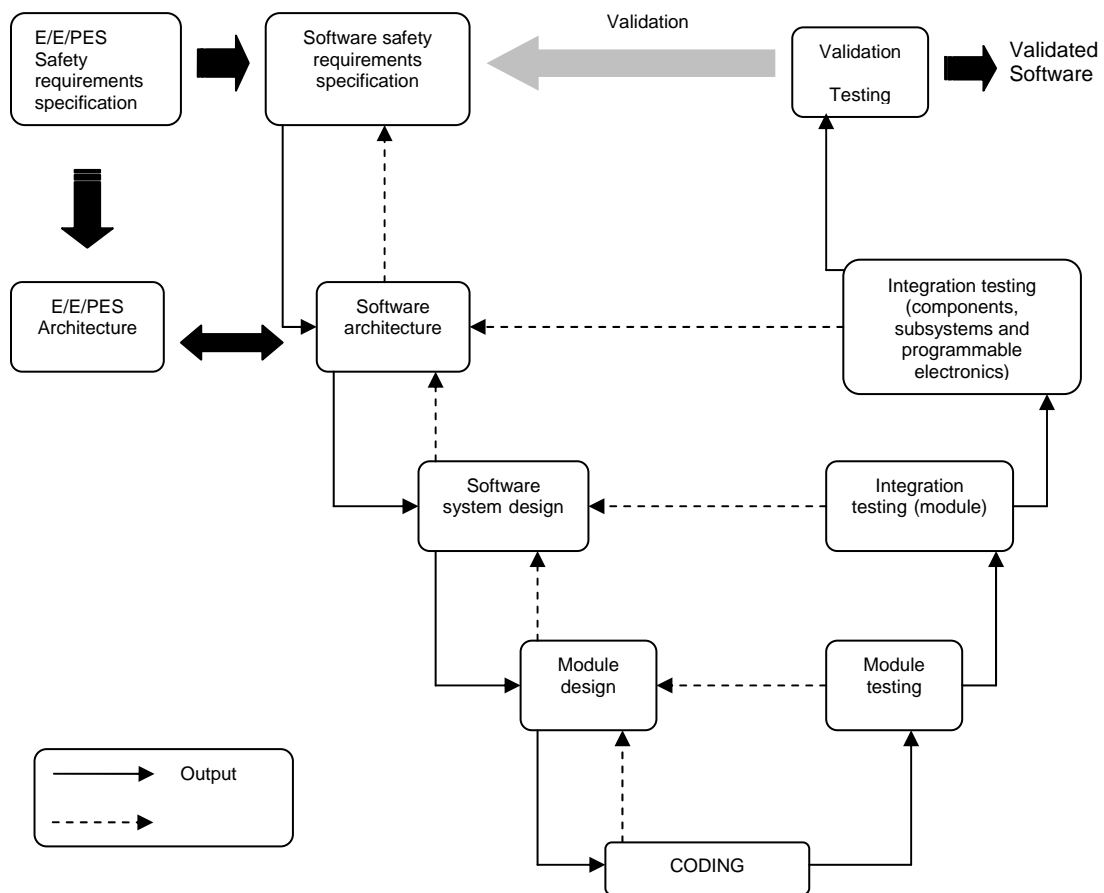 E/E/PES
Safety
requirements
specification
Software safety
requirements
specification
Validation
Validation
Testing
Validated
Software
E/E/PES
Architecture
Software
architecture
Integration testing
(components,
subsystems and
programmable
electronics)
Software
system design
Integration
testing (module)
Module
design
Module
testing
Output
CODING